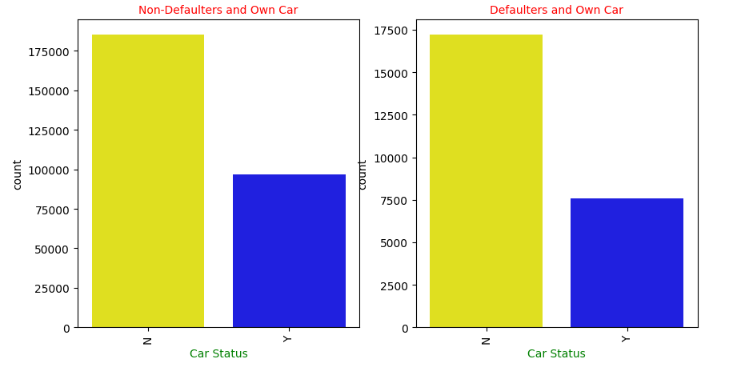 Non-Defaulters and Own Car
175000
150000
125000
100000
75000
50000
25000
0
count
N
Y
Car Status
Defaulters and Own Car
17500
15000
12500
10000
7500
5000
2500
0
count
N
Y
Car Status